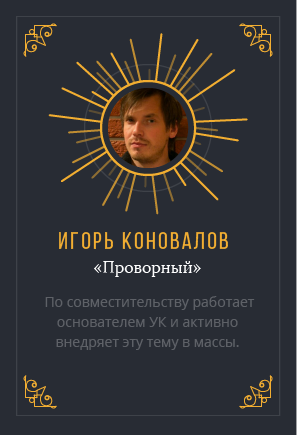 ИГОРЬ КОНОВАЛОВ
«Проворный»
По совместительству работает
основателем УК и активно
внедряет эту тему в массы.